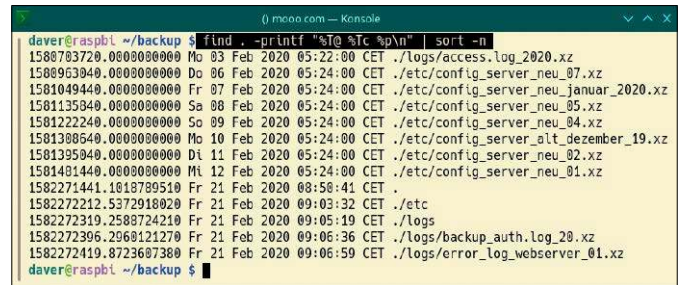 () mooo.com — Konsole
daver@raspbi ~/backup $ find . -printf "%T@ %Tc %p\n" | sort -n
1580703720.0000000000 Mo 03 Feb 2020 05:22:00 CET ./logs/access.log_2020.xz
1580963040.0000000000 Do 06 Feb 2020 05:24:00 CET ./etc/config_server_neu_07.xz
1581049440.0000000000 Fr 07 Feb 2020 05:24:00 CET ./etc/config_server_neu_januar_2020.xz
1581135840.0000000000 Sa 08 Feb 2020 05:24:00 CET ./etc/config_server_neu_05.xz
1581222240.0000000000 So 09 Feb 2020 05:24:00 CET ./etc/config_server_neu_04.xz
1581308640.0000000000 Mo 10 Feb 2020 05:24:00 CET ./etc/config_server_alt_dezember_19.xz
1581395040.0000000000 Di 11 Feb 2020 05:24:00 CET ./etc/config_server_neu_02.xz
1581481440.0000000000 Mi 12 Feb 2020 05:24:00 CET ./etc/config_server_neu_01.xz
1582271441.1018789510 Fr 21 Feb 2020 08:50:41 CET .
1582272212.5372918020 Fr 21 Feb 2020 09:03:32 CET ./etc
1582272319.2588724210 Fr 21 Feb 2020 09:05:19 CET ./logs
1582272396.2960121270 Fr 21 Feb 2020 09:06:36 CET ./logs/backup_auth.log_20.xz
1582272419.8723607380 Fr 21 Feb 2020 09:06:59 CET ./logs/error_log_webserver_01.xz
daver@raspbi ~/backup $